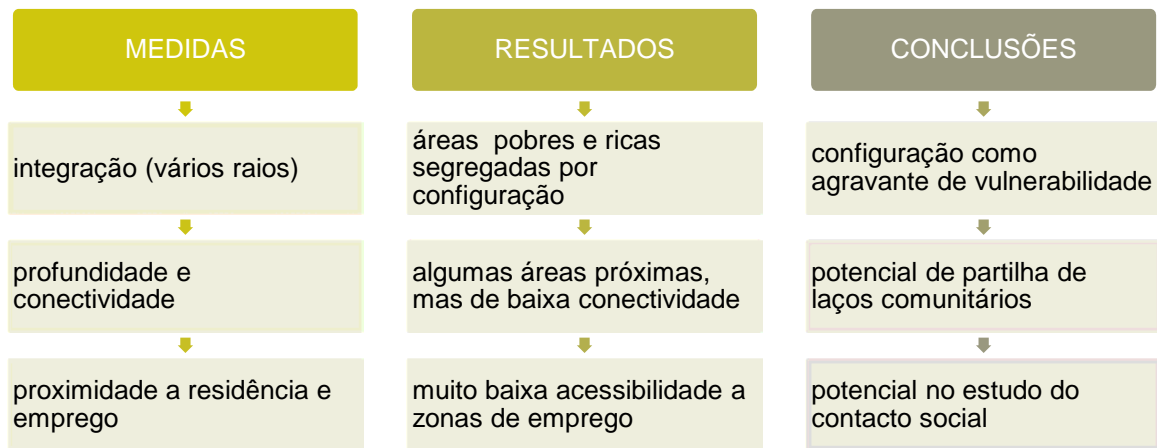 MEDIDAS
integração (vários raios)
profundidade e
conectividade
proximidade a residência e
emprego
RESULTADOS
áreas pobres e ricas
segregadas por
configuração
algumas áreas próximas,
mas de baixa conectividade
muito baixa acessibilidade a
zonas de emprego
CONCLUSÕES
configuração como
agravante de vulnerabilidade
potencial de partilha de
laços comunitários
potencial no estudo do
contacto social